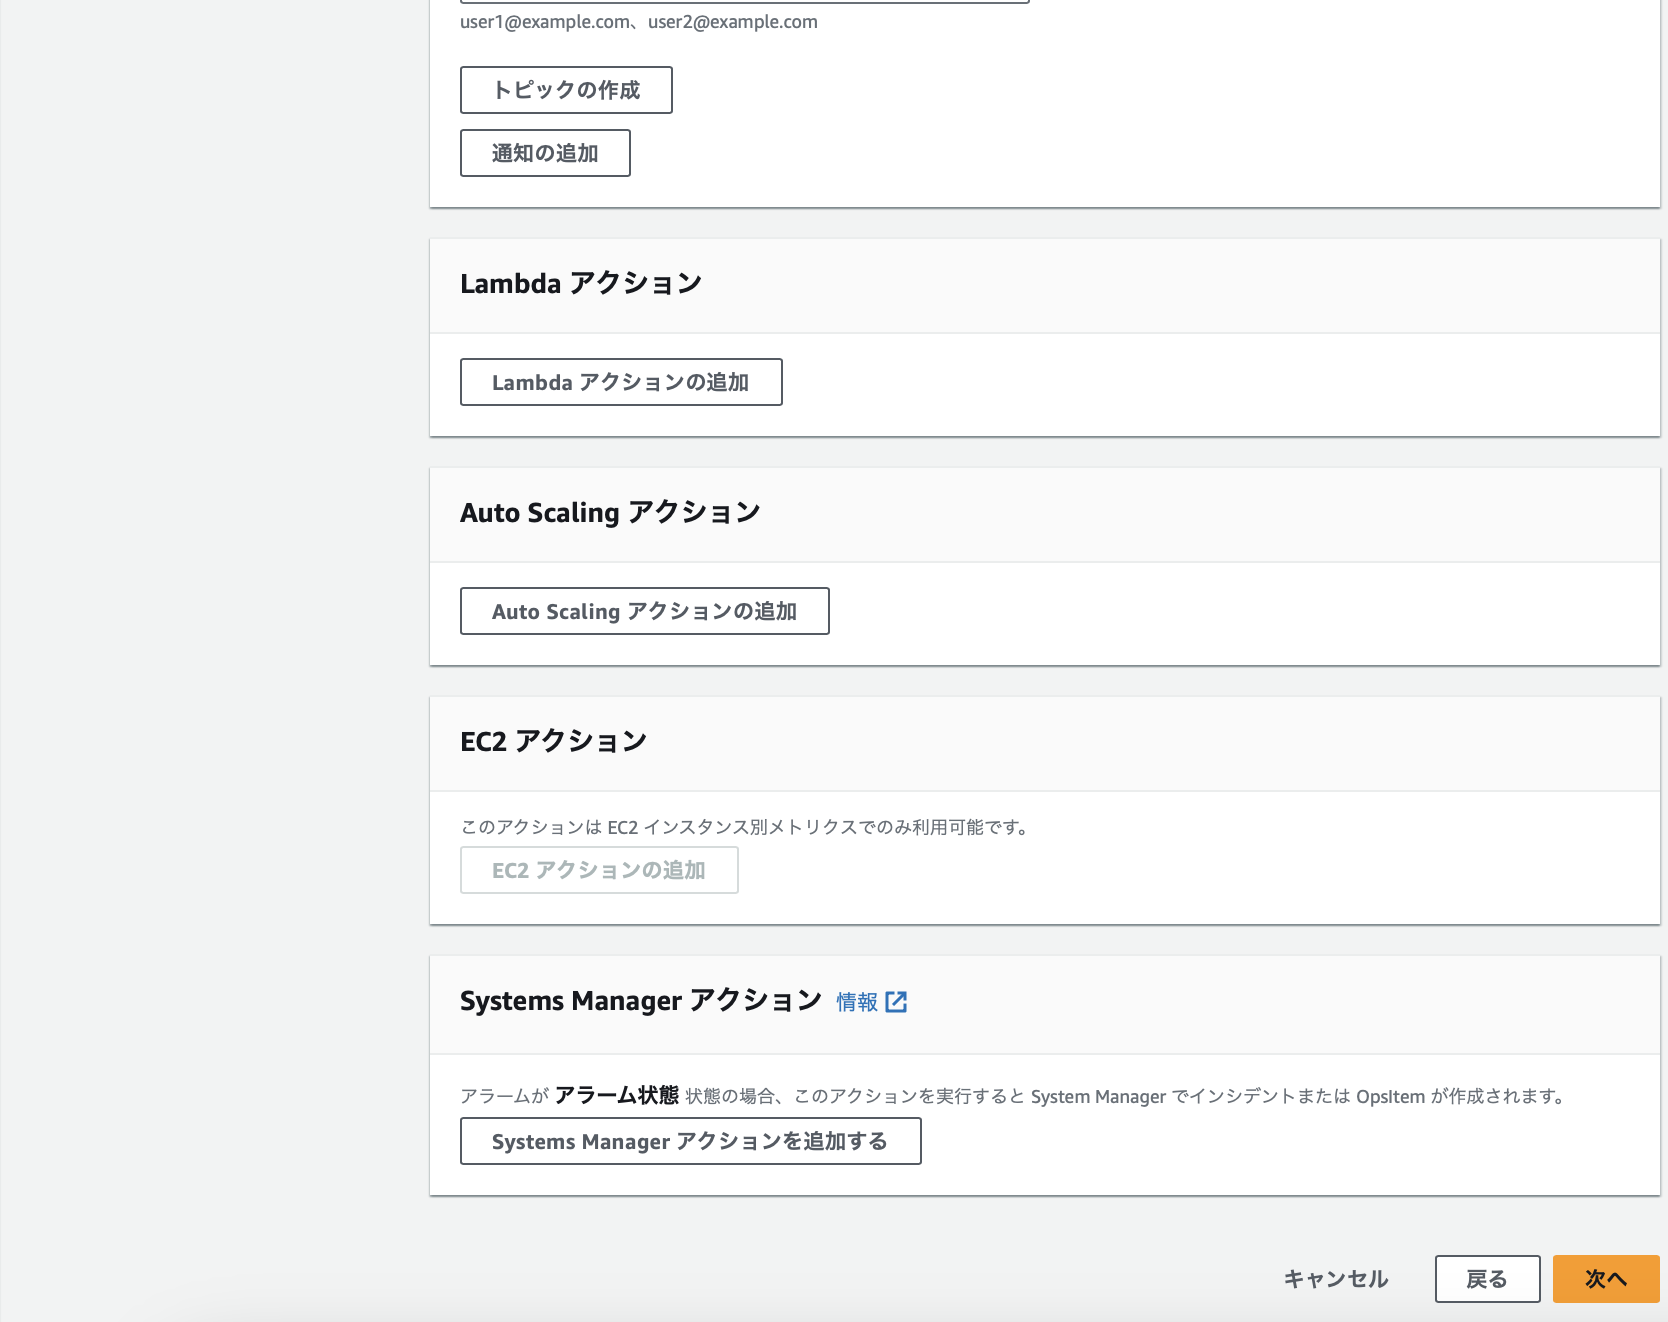 user1@example.com、user2@example.com
トピックの作成
通知の追加
Lambda アクション
Lambda アクションの追加
Auto Scaling アクション
Auto Scaling アクションの追加
EC2 アクション
このアクションは EC2 インスタンス別メトリクスでのみ利用可能です。
EC2 アクションの追加
Systems Manager アクション 情報
アラームが アラーム状態 状態の場合、このアクションを実行すると System Manager でインシデントまたは OpsItem が作成されます。
Systems Manager アクションを追加する
キャンセル 戻る 次へ